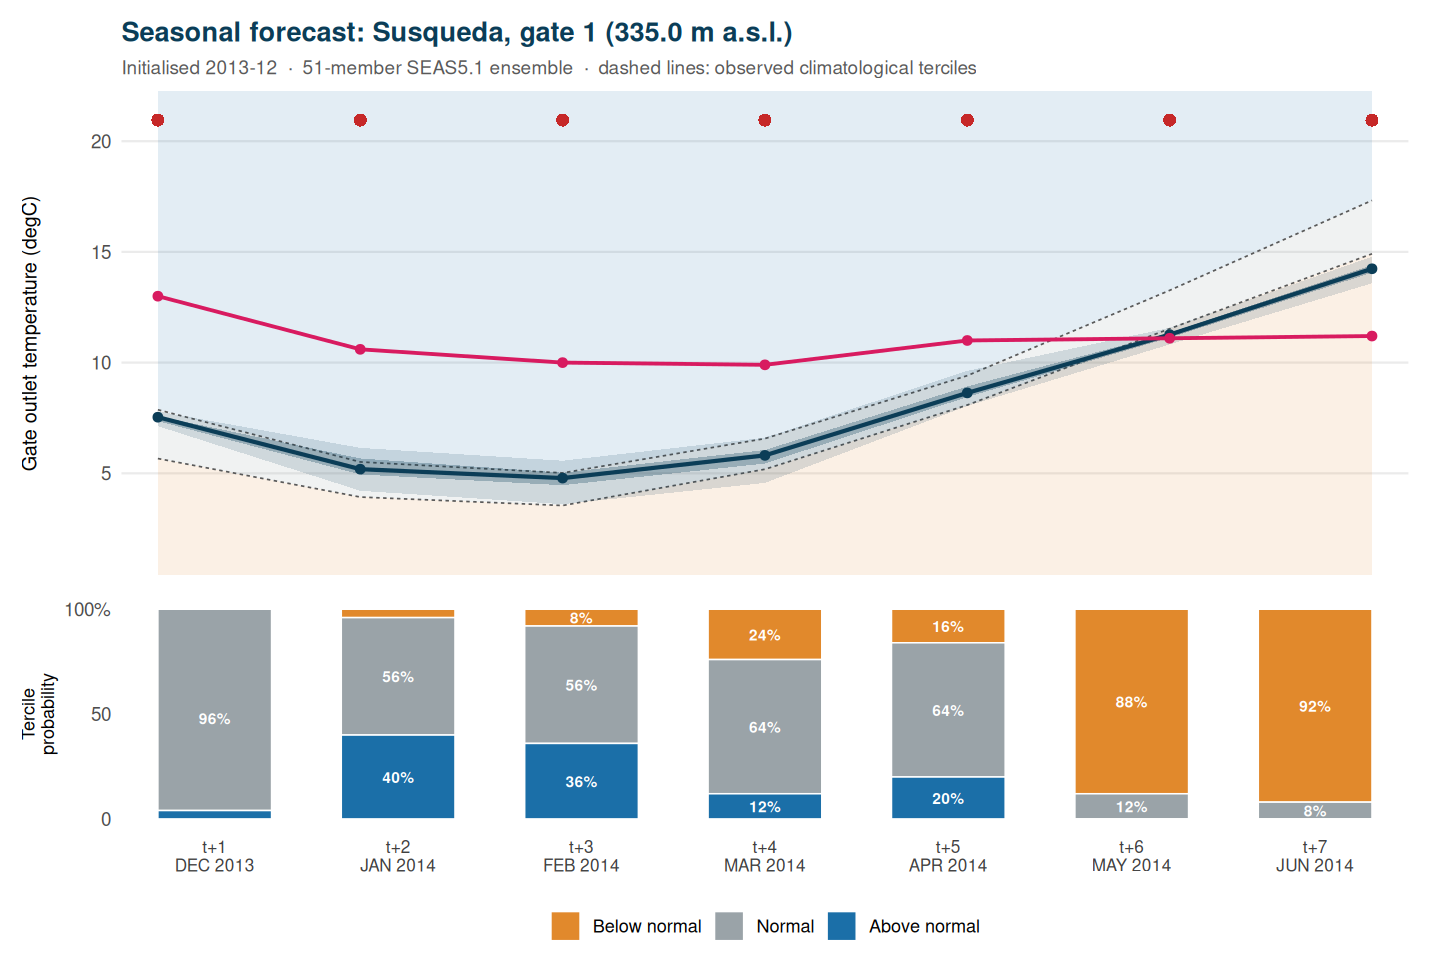 Seasonal forecast: Susqueda, gate 1 (335.0 m a.s.l.)
Initialised 2013-12 · 51-member SEAS5.1 ensemble · dashed lines: observed climatological terciles
Gate outlet temperature (degC)
20
15
10
5
Tercile
probability
100%
50
0
96%
40%
56%
36%
56%
8%
12%
64%
24%
20%
64%
16%
12%
88%
8%
92%
t+1
DEC 2013
t+2
JAN 2014
t+3
FEB 2014
t+4
MAR 2014
t+5
APR 2014
t+6
MAY 2014
t+7
JUN 2014
Below normal
Normal
Above normal